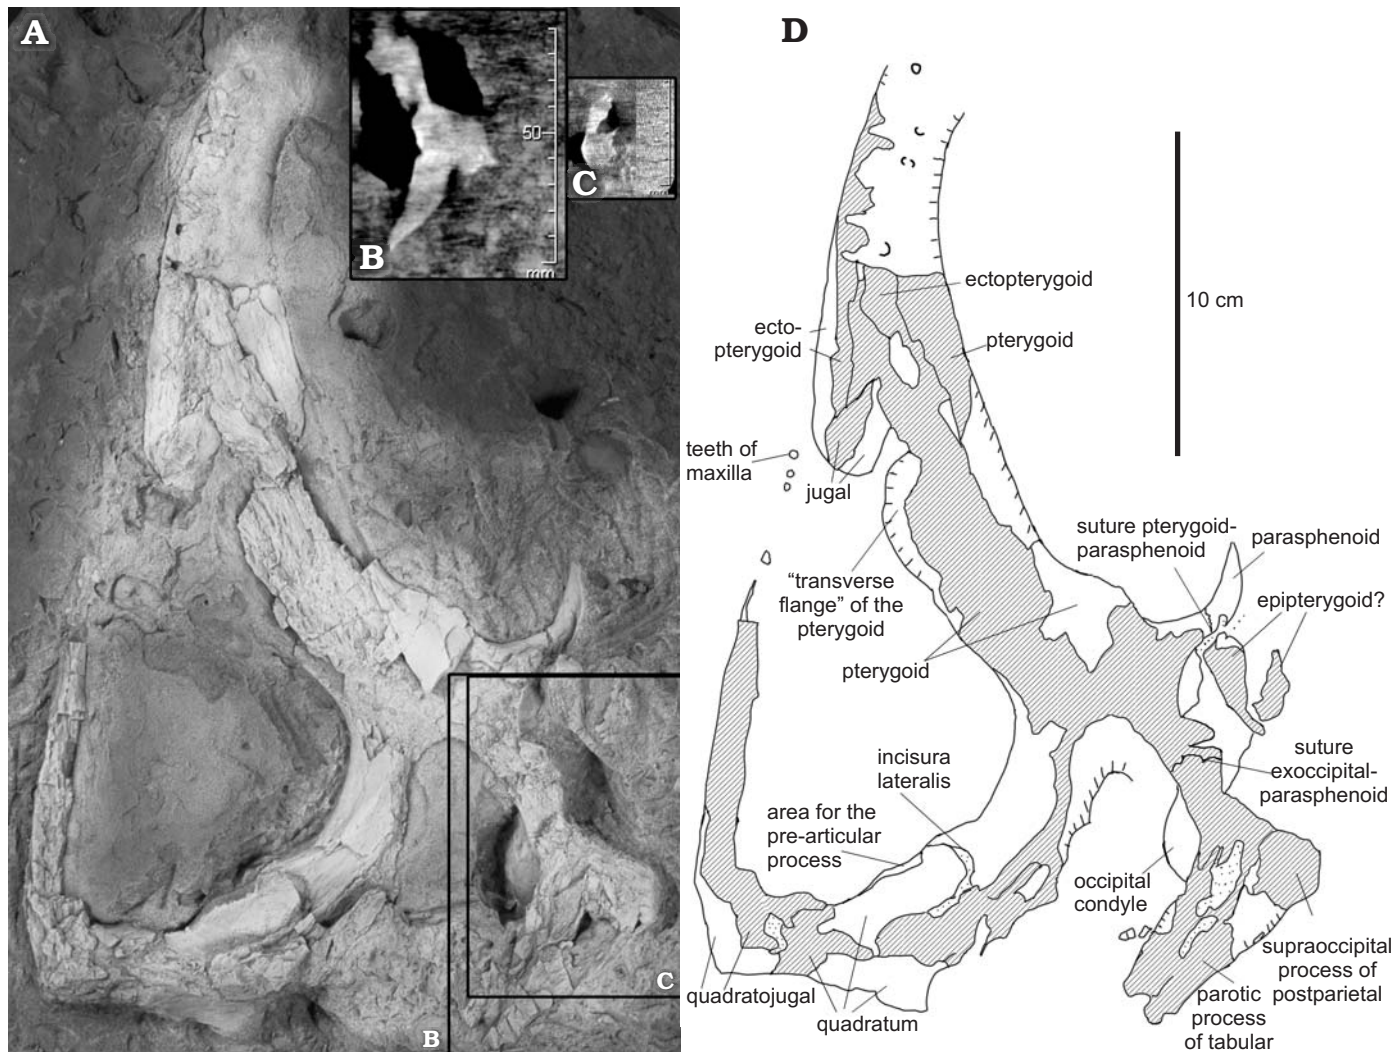 A
B
50
mm
C
mm
B
C
D
ectopterygoid
ecto-
pterygoid
pterygoid
10 cm
teeth of
maxilla
jugal
suture pterygoid-
parasphenoid
parasphenoid
"transverse
flange" of the
pterygoid
epipterygoid?
pterygoid
incisura
lateralis
suture
exoccipital-
parasphenoid
area for the
pre-articular
process
occipital
condyle
supraoccipital
process of
postparietal
quadratojugal
quadratum
parotic
process
of tabular